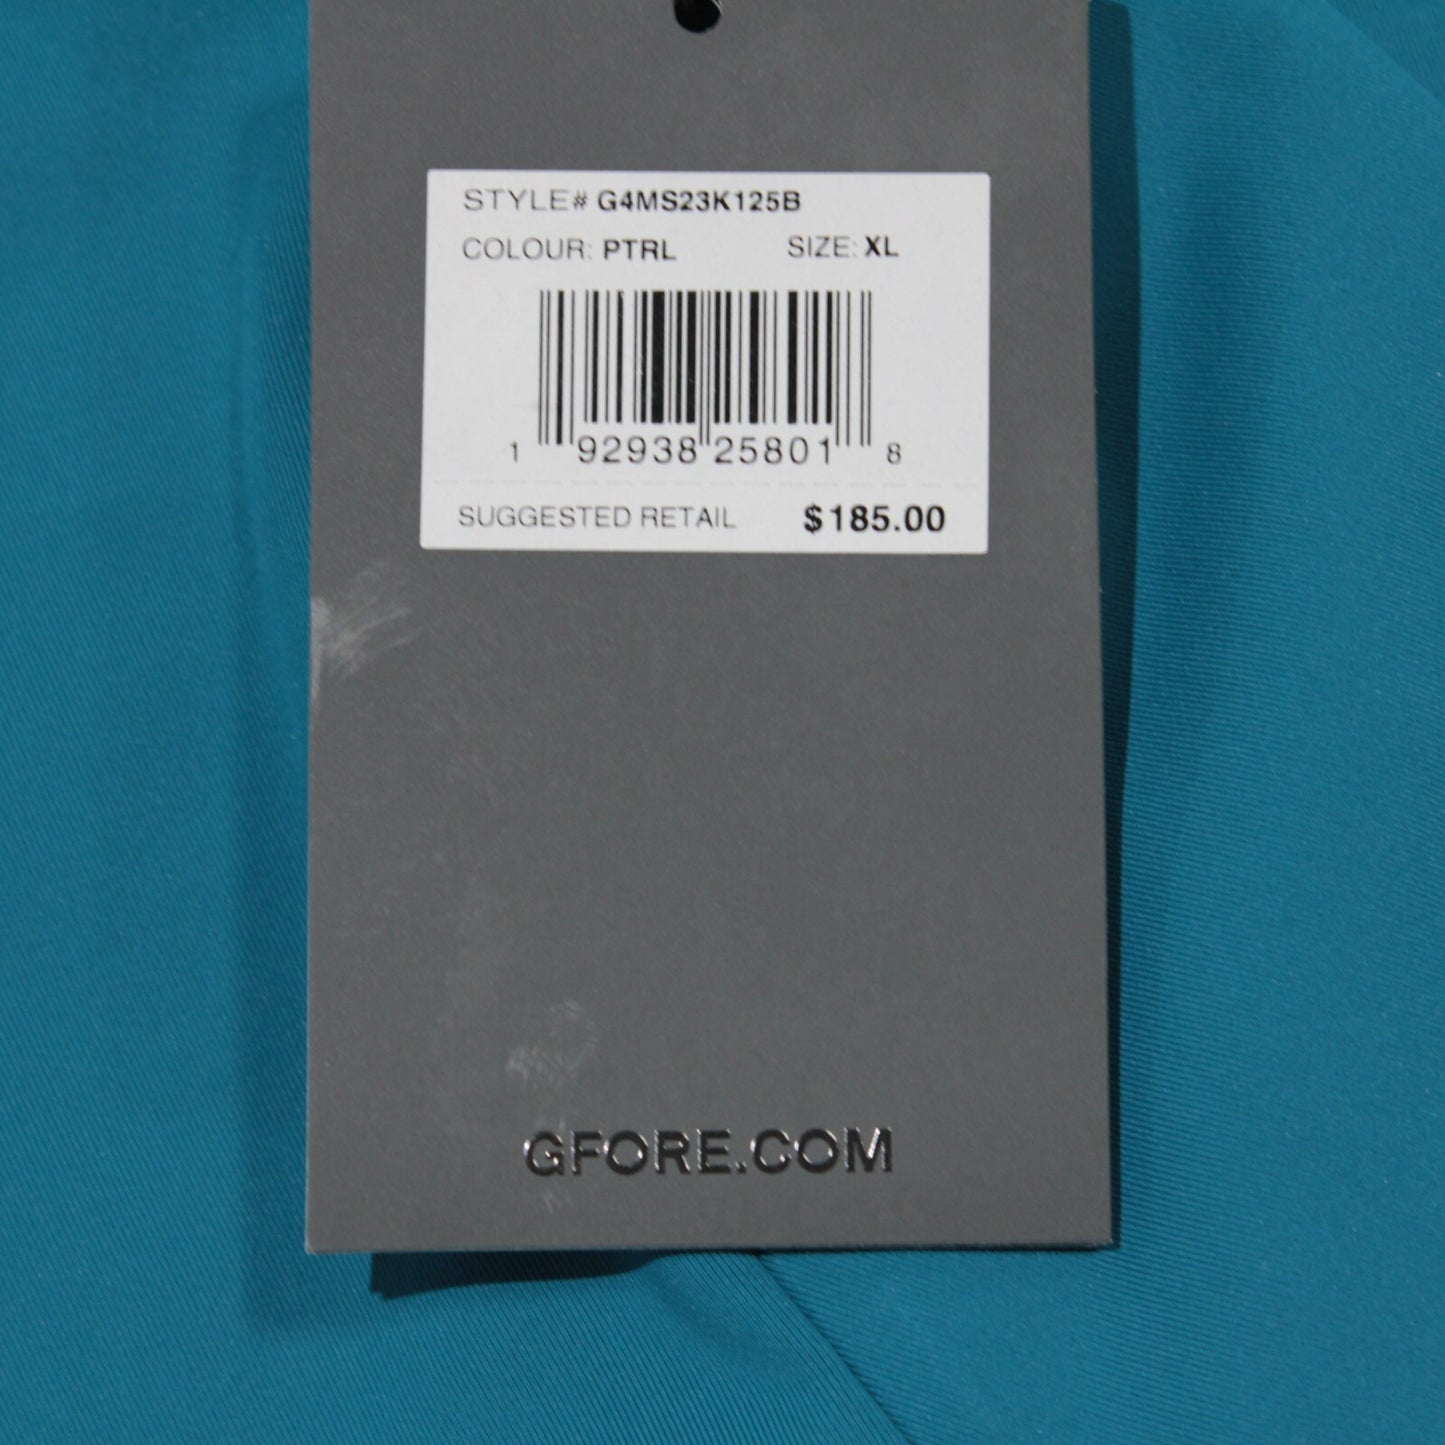 STYLE# G4MS23K125B
COLOUR: PTRL SIZE: XL
1 92938 25801 8
SUGGESTED RETAIL $185.00
GFORE.COM